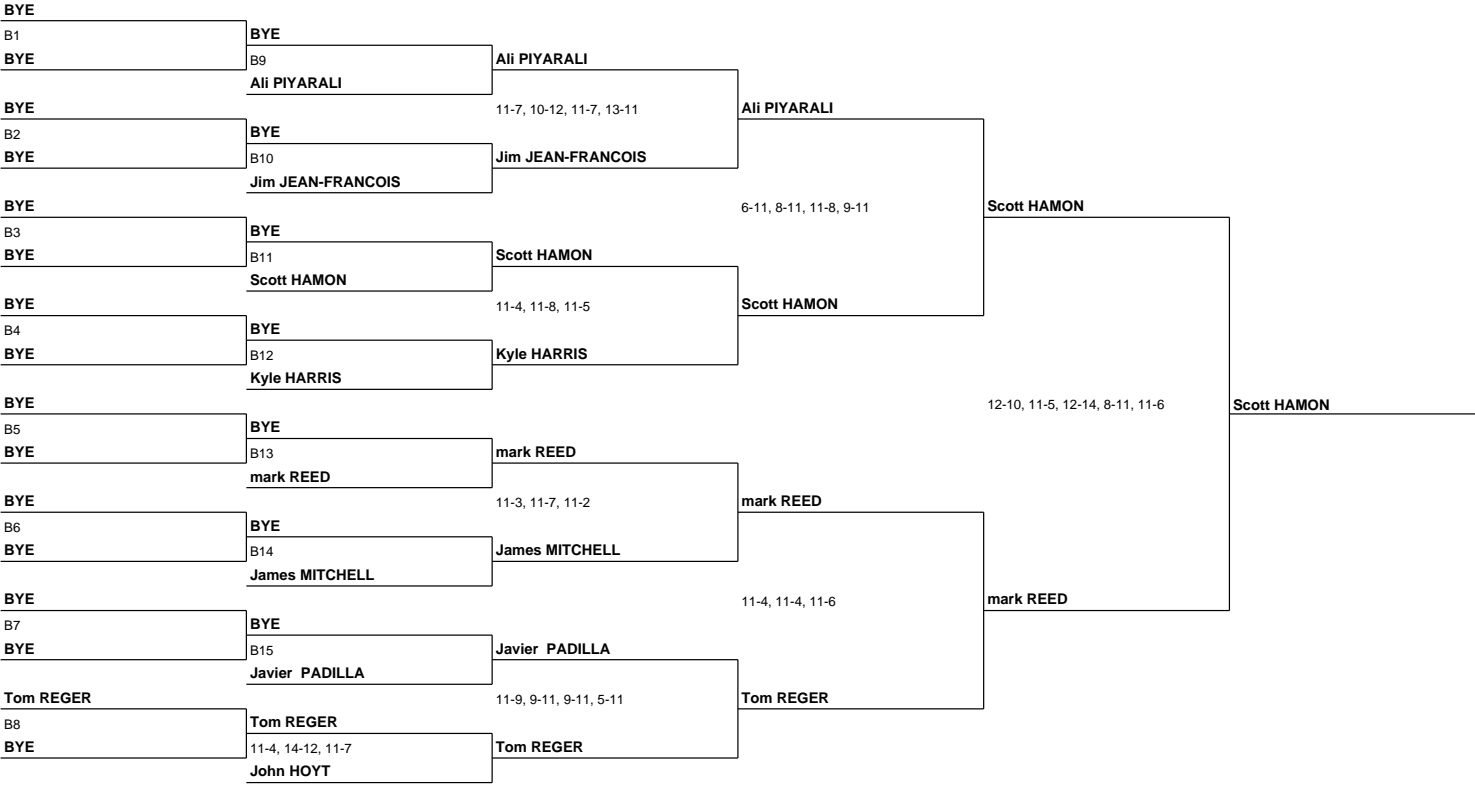 BYE
B1
BYE
BYE
B2
BYE
BYE
B3
BYE
BYE
B4
BYE
BYE
B5
BYE
BYE
B6
BYE
BYE
B7
BYE
Tom REGER
B8
BYE
BYE
B9
Ali PIYARALI
BYE
B10
Jim JEAN-FRANCOIS
BYE
B11
Scott HAMON
BYE
B12
Kyle HARRIS
BYE
B13
mark REED
BYE
B14
James MITCHELL
BYE
B15
Javier  PADILLA
Tom REGER
11-4, 14-12, 11-7
John HOYT
Ali PIYARALI
11-7, 10-12, 11-7, 13-11
Jim JEAN-FRANCOIS
Scott HAMON
11-4, 11-8, 11-5
Kyle HARRIS
mark REED
11-3, 11-7, 11-2
James MITCHELL
Javier  PADILLA
11-9, 9-11, 9-11, 5-11
Tom REGER
Ali PIYARALI
6-11, 8-11, 11-8, 9-11
Scott HAMON
mark REED
11-4, 11-4, 11-6
Tom REGER
Scott HAMON
12-10, 11-5, 12-14, 8-11, 11-6
mark REED
Scott HAMON